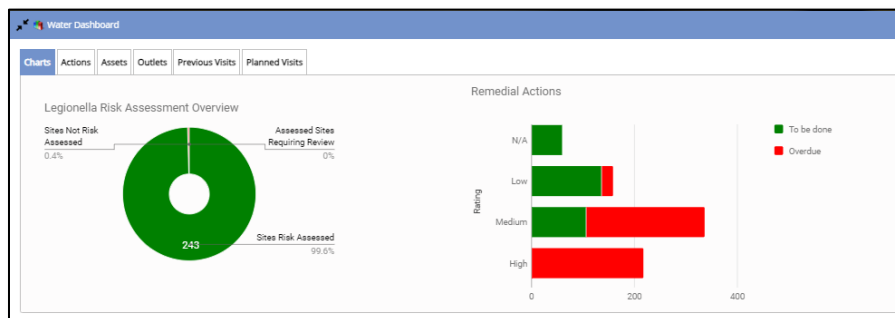 Water Dashboard
Charts
Actions
Assets
Outlets
Previous Visits
Planned Visits
Legionella Risk Assessment Overview
Sites Not Risk
Assessed
0.4%
Assessed Sites
Requiring Review
0%
243
Sites Risk Assessed
99.6%
Remedial Actions
Rating
N/A
Low
Medium
High
0
200
400
To be done
Overdue